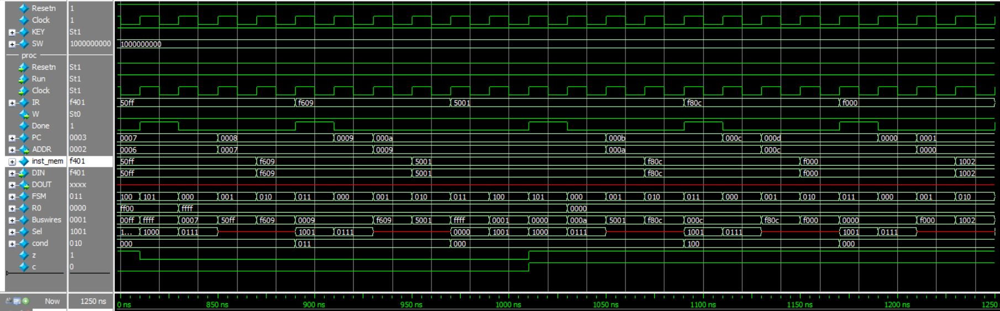 Resetn 1
Clock 1
KEY St1
SW 1000000000 1000000000
proc
Resetn St1
Run St1
Clock St1
IR f401 50ff f609 5001 f80c f000
W St0
Done 1
PC 0003 0007 0008 0009 000a 000b 000c 000d 0000 0001
ADDR 0002 0006 0007 0009 000a 000c 0000
inst_mem f401 50ff f609 5001 f80c f000 1002
DIN f401 50ff f609 5001 f80c f000 1002
DOUT xxxx
FSM 011 100 101 000 001 010 011 000 001 010 011 100 101 000 001 010 011 000 001 010 011 000 001 010
R0 0000 ff00 ffff 0000
Buswires 0001 00ff ffff 0007 50ff f609 0009 f609 5001 ffff 0001 0000 000a 5001 f80c 000c f80c f000 0000 f000 1002
Sel 1001 1... 1000 0111 1001 0111 0000 1001 1000 0111 1001 0111 1001 0111
cond 010 000 011 000 100 000
z 1
c 0
Now 1250 ns 0 ns 850 ns 900 ns 950 ns 1000 ns 1050 ns 1100 ns 1150 ns 1200 ns 1250